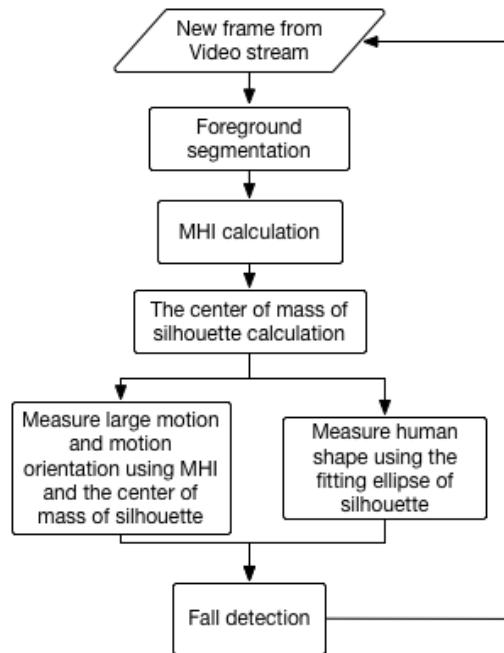 New frame from
Video stream
Foreground
segmentation
MHI calculation
The center of mass of
silhouette calculation
Measure large motion
and motion
orientation using MHI
and the center of
mass of silhouette
Measure human
shape using the
fitting ellipse of
silhouette
Fall detection